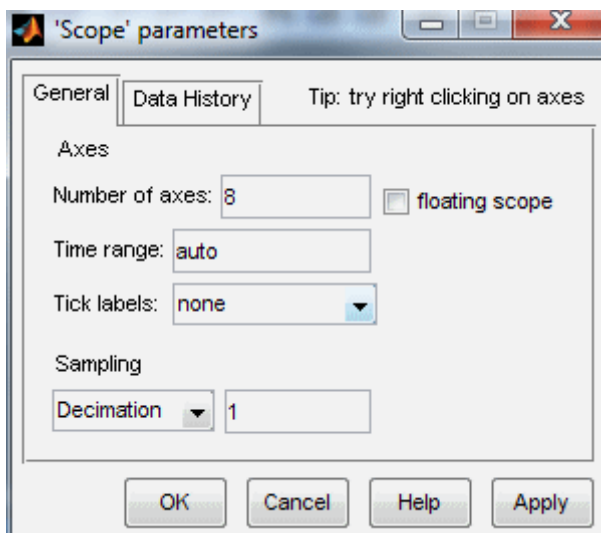 'Scope' parameters
General Data History Tip: try right clicking on axes
Axes
Number of axes: 8 floating scope
Time range: auto
Tick labels: none
Sampling
Decimation 1
OK Cancel Help Apply